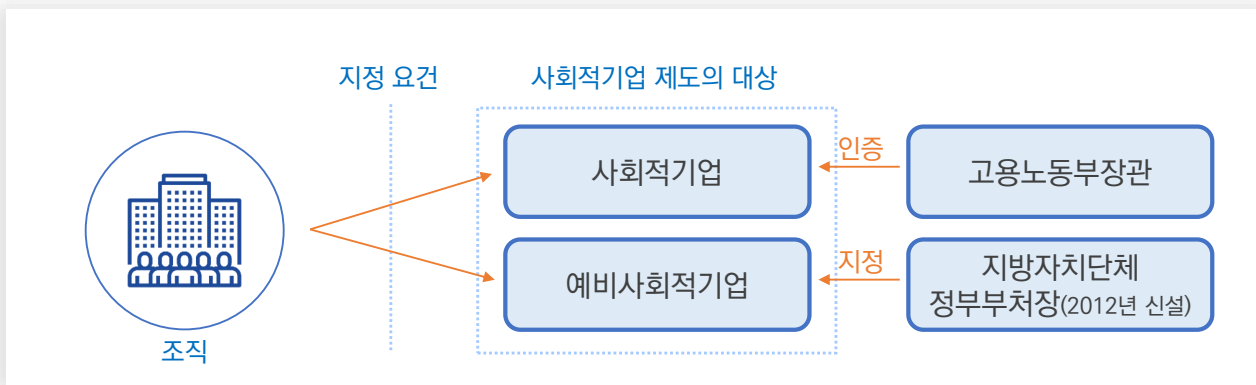 지정 요건
사회적기업 제도의 대상
사회적기업
인증
고용노동부장관
예비사회적기업
지정
지방자치단체
정부부처장(2012년 신설)
조직